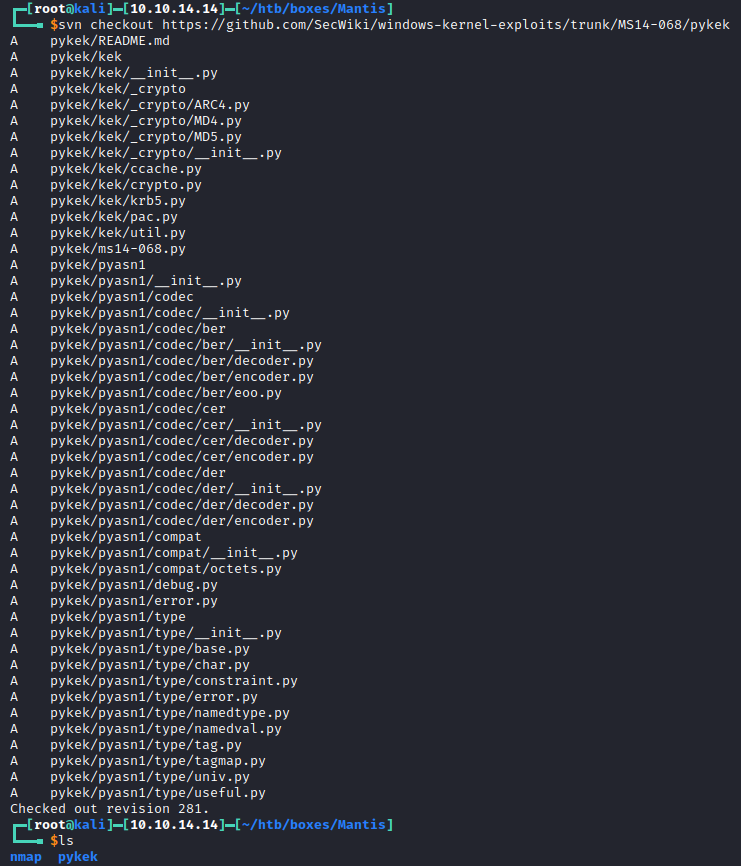 ┌─[root@kali]─[10.10.14.14]─[~/htb/boxes/Mantis]
└──╼ $svn checkout https://github.com/SecWiki/windows-kernel-exploits/trunk/MS14-068/pykek
A    pykek/README.md
A    pykek/kek
A    pykek/kek/__init__.py
A    pykek/kek/_crypto
A    pykek/kek/_crypto/ARC4.py
A    pykek/kek/_crypto/MD4.py
A    pykek/kek/_crypto/MD5.py
A    pykek/kek/_crypto/__init__.py
A    pykek/kek/ccache.py
A    pykek/kek/crypto.py
A    pykek/kek/krb5.py
A    pykek/kek/pac.py
A    pykek/kek/util.py
A    pykek/ms14-068.py
A    pykek/pyasn1
A    pykek/pyasn1/__init__.py
A    pykek/pyasn1/codec
A    pykek/pyasn1/codec/__init__.py
A    pykek/pyasn1/codec/ber
A    pykek/pyasn1/codec/ber/__init__.py
A    pykek/pyasn1/codec/ber/decoder.py
A    pykek/pyasn1/codec/ber/encoder.py
A    pykek/pyasn1/codec/ber/eoo.py
A    pykek/pyasn1/codec/cer
A    pykek/pyasn1/codec/cer/__init__.py
A    pykek/pyasn1/codec/cer/decoder.py
A    pykek/pyasn1/codec/cer/encoder.py
A    pykek/pyasn1/codec/der
A    pykek/pyasn1/codec/der/__init__.py
A    pykek/pyasn1/codec/der/decoder.py
A    pykek/pyasn1/codec/der/encoder.py
A    pykek/pyasn1/compat
A    pykek/pyasn1/compat/__init__.py
A    pykek/pyasn1/compat/octets.py
A    pykek/pyasn1/debug.py
A    pykek/pyasn1/error.py
A    pykek/pyasn1/type
A    pykek/pyasn1/type/__init__.py
A    pykek/pyasn1/type/base.py
A    pykek/pyasn1/type/char.py
A    pykek/pyasn1/type/constraint.py
A    pykek/pyasn1/type/error.py
A    pykek/pyasn1/type/namedtype.py
A    pykek/pyasn1/type/namedval.py
A    pykek/pyasn1/type/tag.py
A    pykek/pyasn1/type/tagmap.py
A    pykek/pyasn1/type/univ.py
A    pykek/pyasn1/type/useful.py
Checked out revision 281.
┌─[root@kali]─[10.10.14.14]─[~/htb/boxes/Mantis]
└──╼ $ls
nmap  pykek